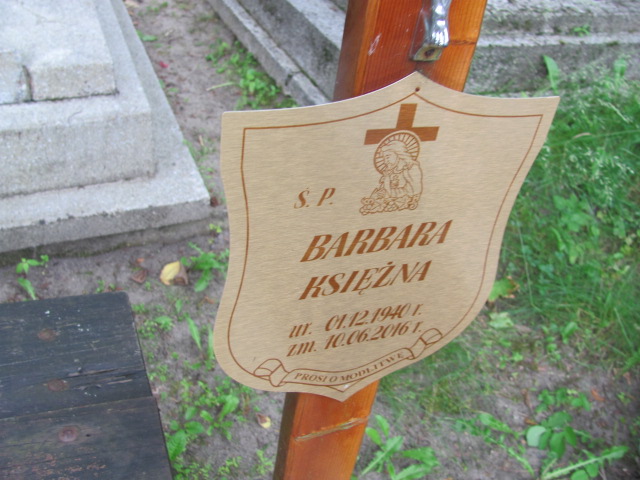 Ś. P.
BARBARA
KSIĘŻNA
ur. 01.12.1940 r.
zm. 10.06.2016 r.
PROSI O MODLITWĘ